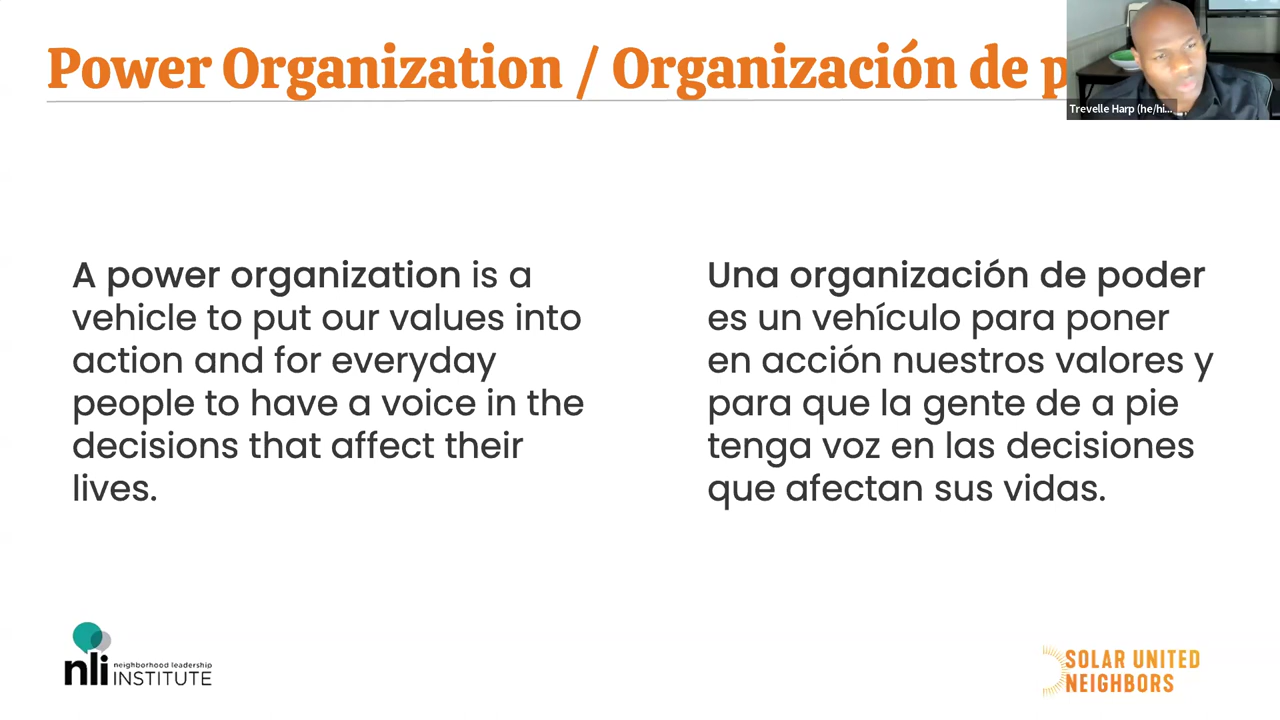 Power Organization / Organización de p
Trevelle Harp (he/hi...
A power organization is a
vehicle to put our values into
action and for everyday
people to have a voice in the
decisions that affect their
lives.
Una organización de poder
es un vehículo para poner
en acción nuestros valores y
para que la gente de a pie
tenga voz en las decisiones
que afectan sus vidas.
nli neighborhood leadership
INSTITUTE
SOLAR UNITED
NEIGHBORS